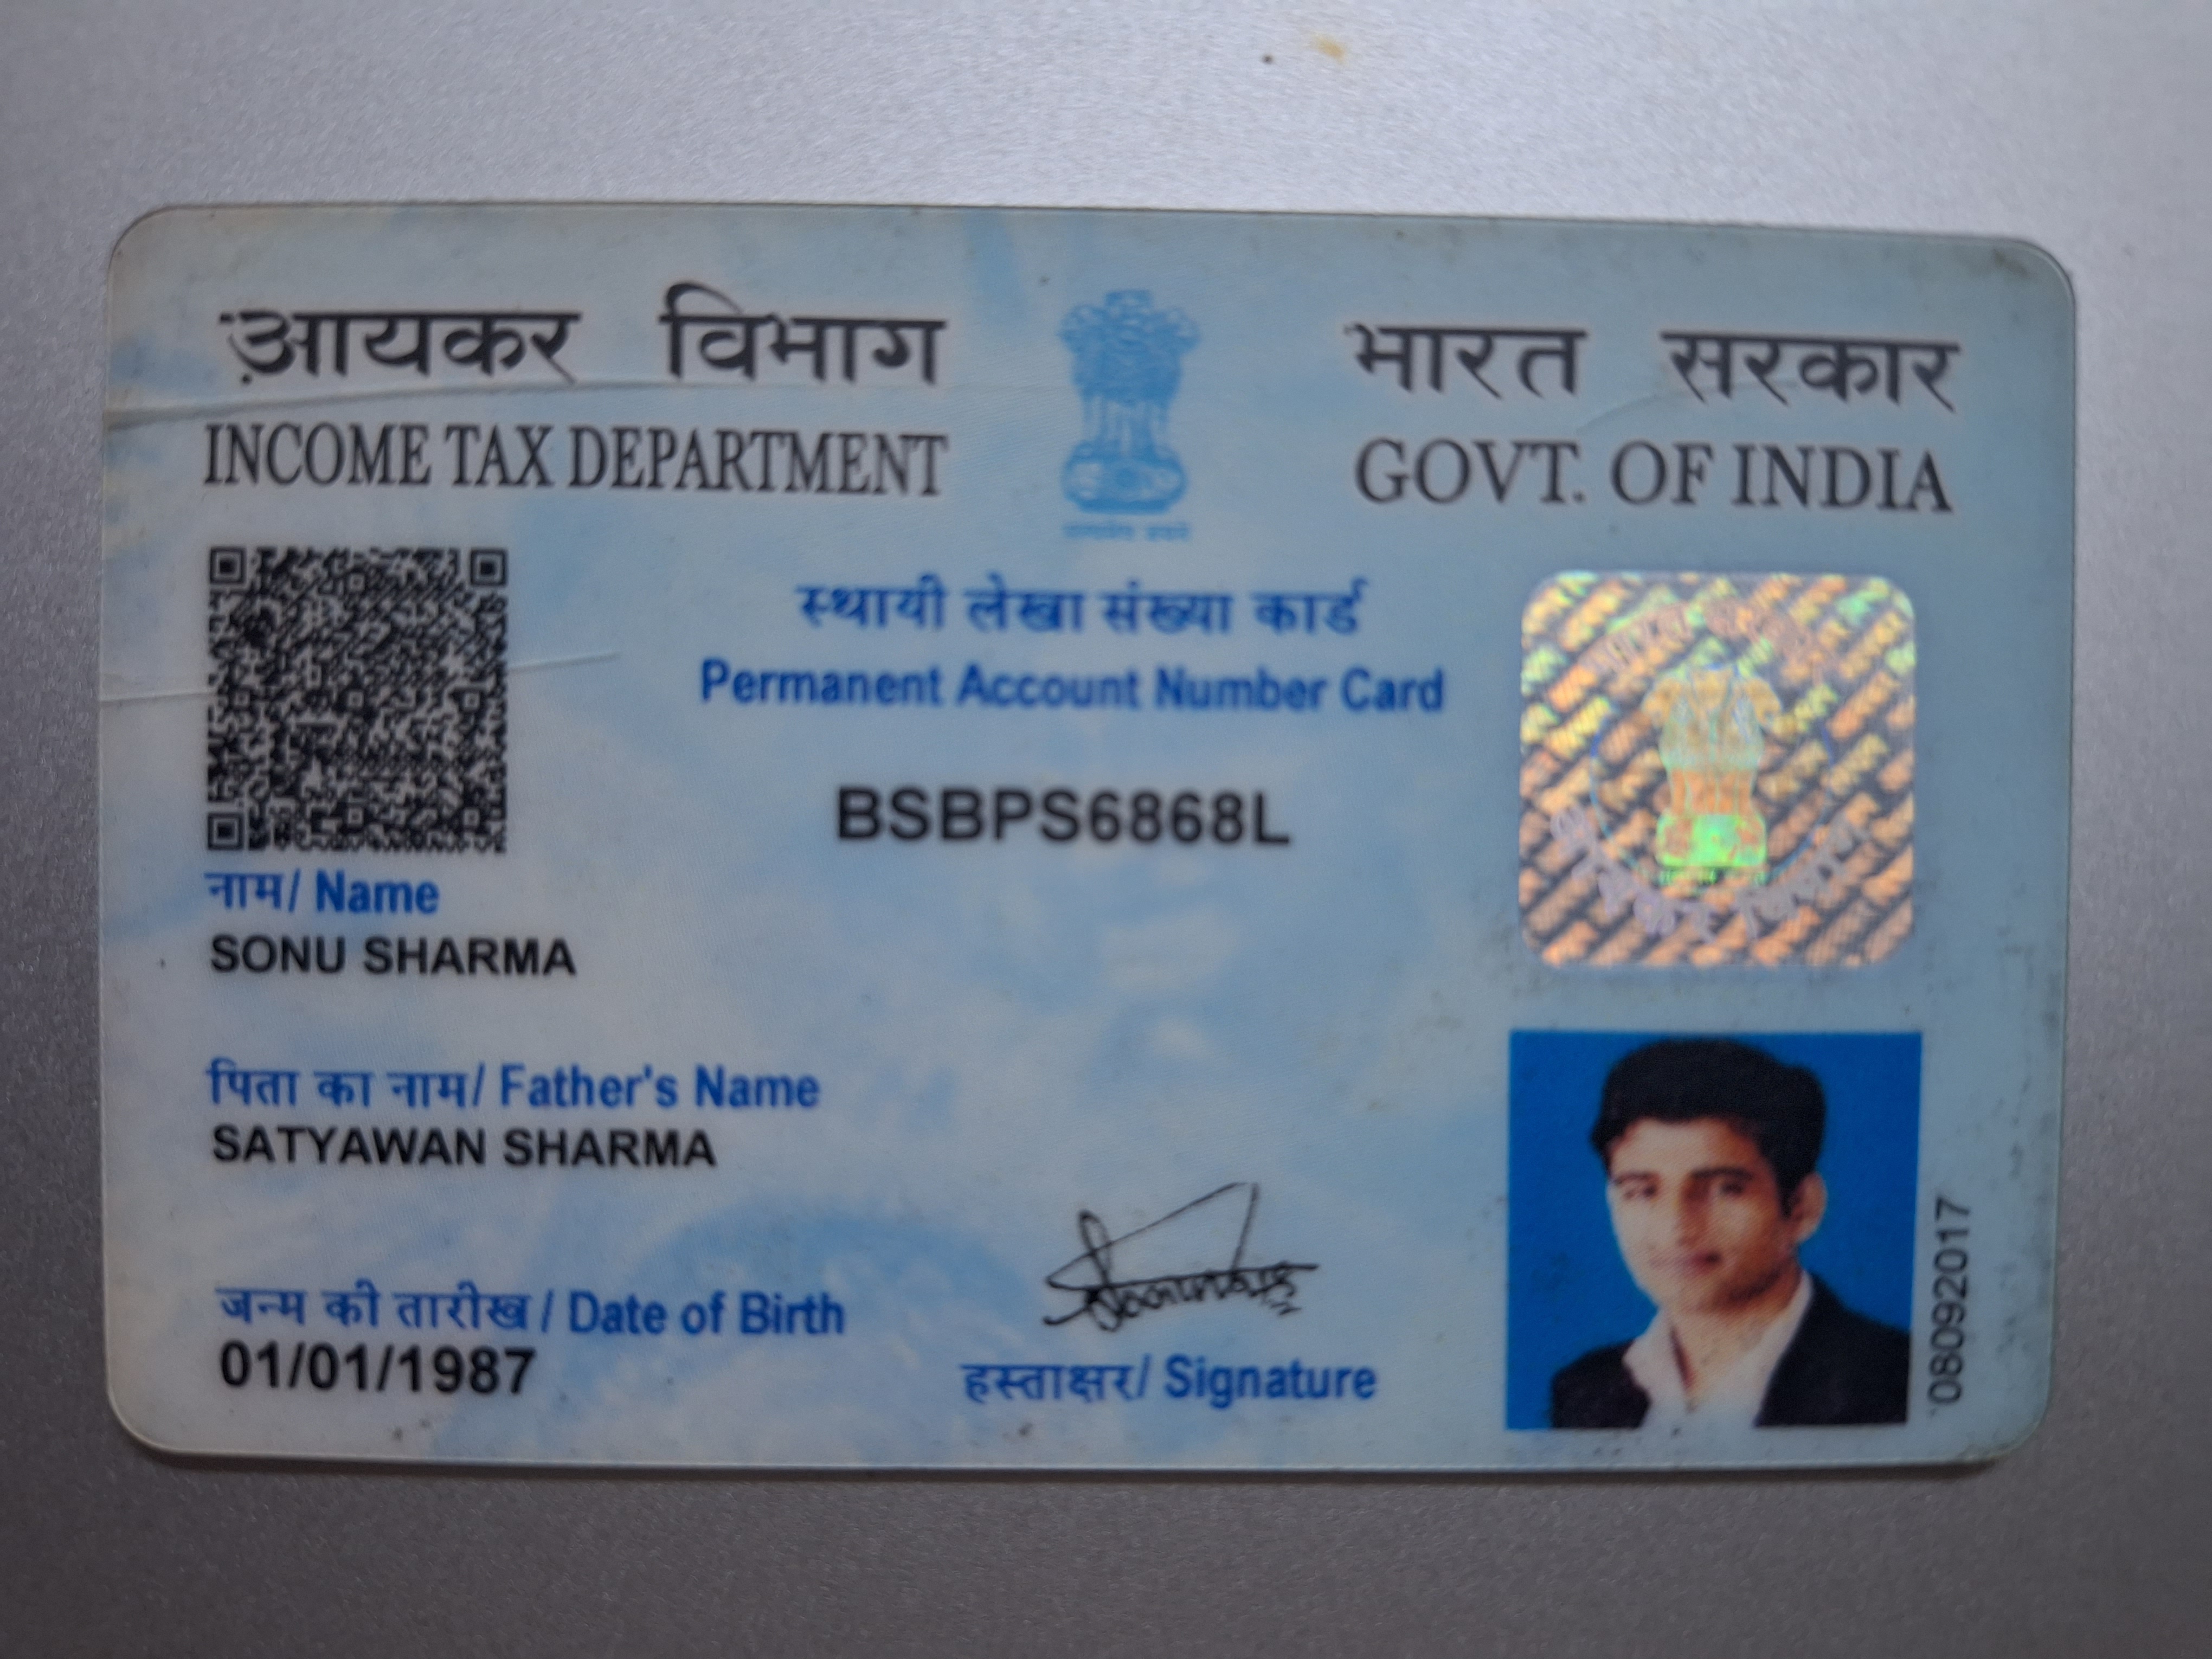 आयकर विभाग
INCOME TAX DEPARTMENT
भारत सरकार
GOVT. OF INDIA
स्थायी लेखा संख्या कार्ड
Permanent Account Number Card
BSBPS6868L
नाम/ Name
SONU SHARMA
पिता का नाम/ Father's Name
SATYAWAN SHARMA
जन्म की तारीख / Date of Birth
01/01/1987
हस्ताक्षर/ Signature
08092017